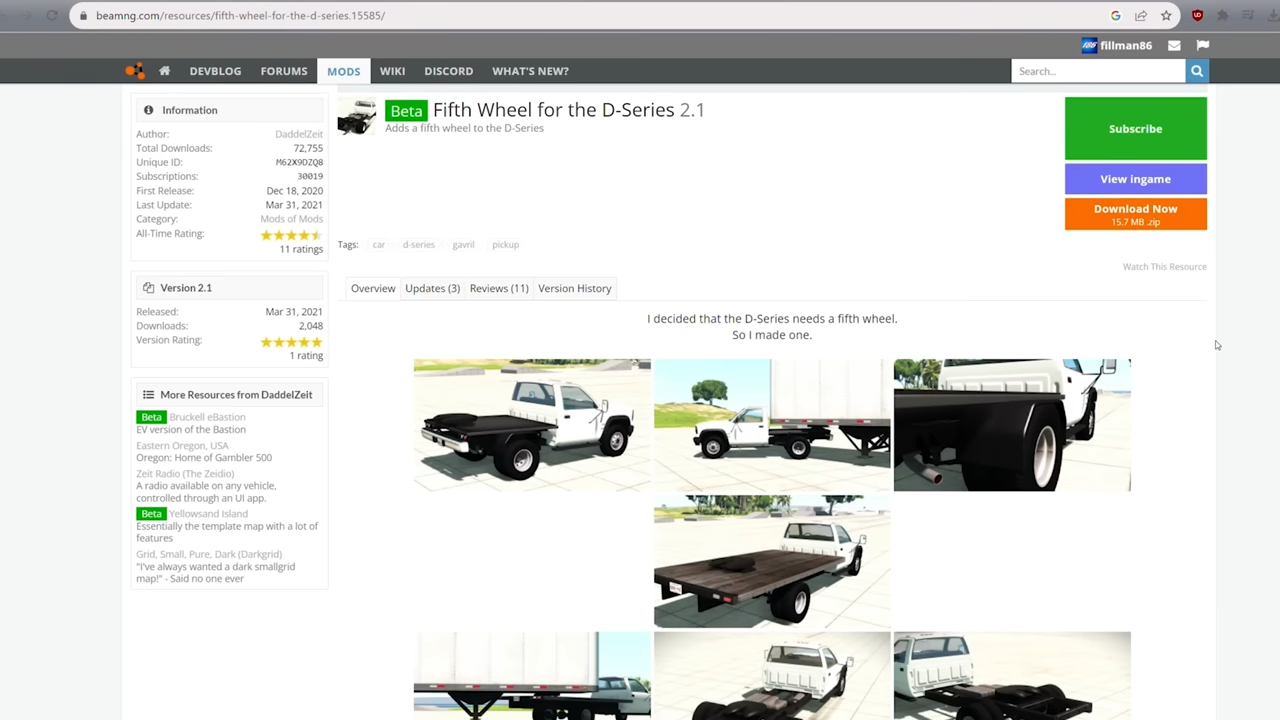 beamng.com/resources/fifth-wheel-for-the-d-series.15585/
fillman86
DEVBLOG FORUMS MODS WIKI DISCORD WHAT'S NEW?
Search...
Information
Author: DaddelZeit
Total Downloads: 72,755
Unique ID: M62X9DZQ8
Subscriptions: 30019
First Release: Dec 18, 2020
Last Update: Mar 31, 2021
Category: Mods of Mods
All-Time Rating:
11 ratings
Version 2.1
Released: Mar 31, 2021
Downloads: 2,048
Version Rating:
1 rating
More Resources from DaddelZeit
Beta Bruckell eBastion
EV version of the Bastion
Eastern Oregon, USA
Oregon: Home of Gambler 500
Zeit Radio (The Zeidio)
A radio available on any vehicle,
controlled through an UI app.
Beta Yellowsand Island
Essentially the template map with a lot of
features
Grid, Small, Pure, Dark (Darkgrid)
"I've always wanted a dark smallgrid
map!" - Said no one ever
Beta Fifth Wheel for the D-Series 2.1
Adds a fifth wheel to the D-Series
Subscribe
View ingame
Download Now
15.7 MB .zip
Tags: car d-series gavril pickup
Watch This Resource
Overview Updates (3) Reviews (11) Version History
I decided that the D-Series needs a fifth wheel.
So I made one.